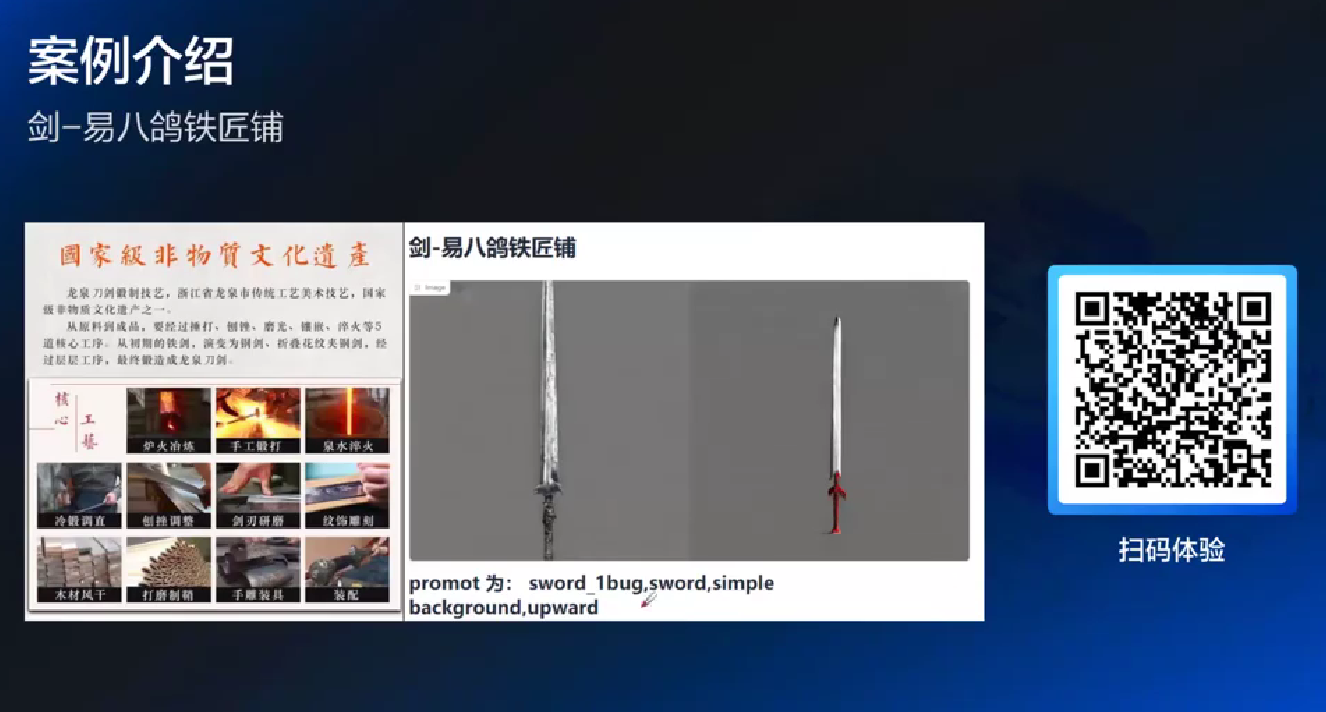 案例介绍
剑–易八鸽铁匠铺
國家級非物質文化遺產
龙泉刀剑锻制技艺，浙江省龙泉市传统工艺美术技艺，国家
级非物质文化遗产之一。
从原料到成品，要经过捶打、刨锉、磨光、镶嵌、淬火等5
道核心工序。从初期的铁剑，演变为钢剑、折叠花纹夹钢剑，经
过层层工序，最终锻造成龙泉刀剑。
核心
工藝
炉火冶炼
手工锻打
泉水淬火
冷锻调直
刨挫调整
剑刃研磨
纹饰雕刻
木材风干
打磨制鞘
手雕装具
装配
剑-易八鸽铁匠铺
Image
promot 为： sword_1bug,sword,simple
background,upward
扫码体验